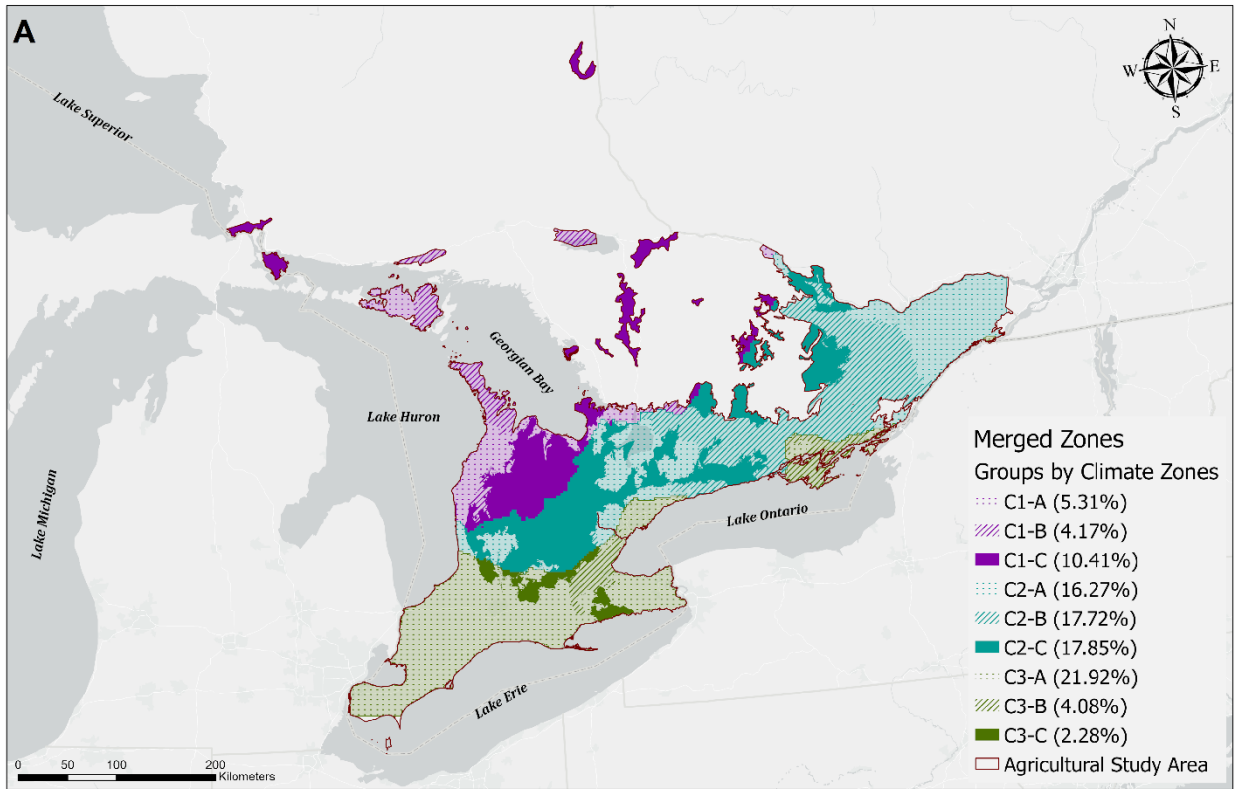 A
N
W
E
S
Lake Superior
Georgian Bay
Lake Huron
Lake Michigan
Lake Ontario
Lake Erie
Merged Zones
Groups by Climate Zones
C1-A (5.31%)
C1-B (4.17%)
C1-C (10.41%)
C2-A (16.27%)
C2-B (17.72%)
C2-C (17.85%)
C3-A (21.92%)
C3-B (4.08%)
C3-C (2.28%)
Agricultural Study Area
0 50 100 200
Kilometers